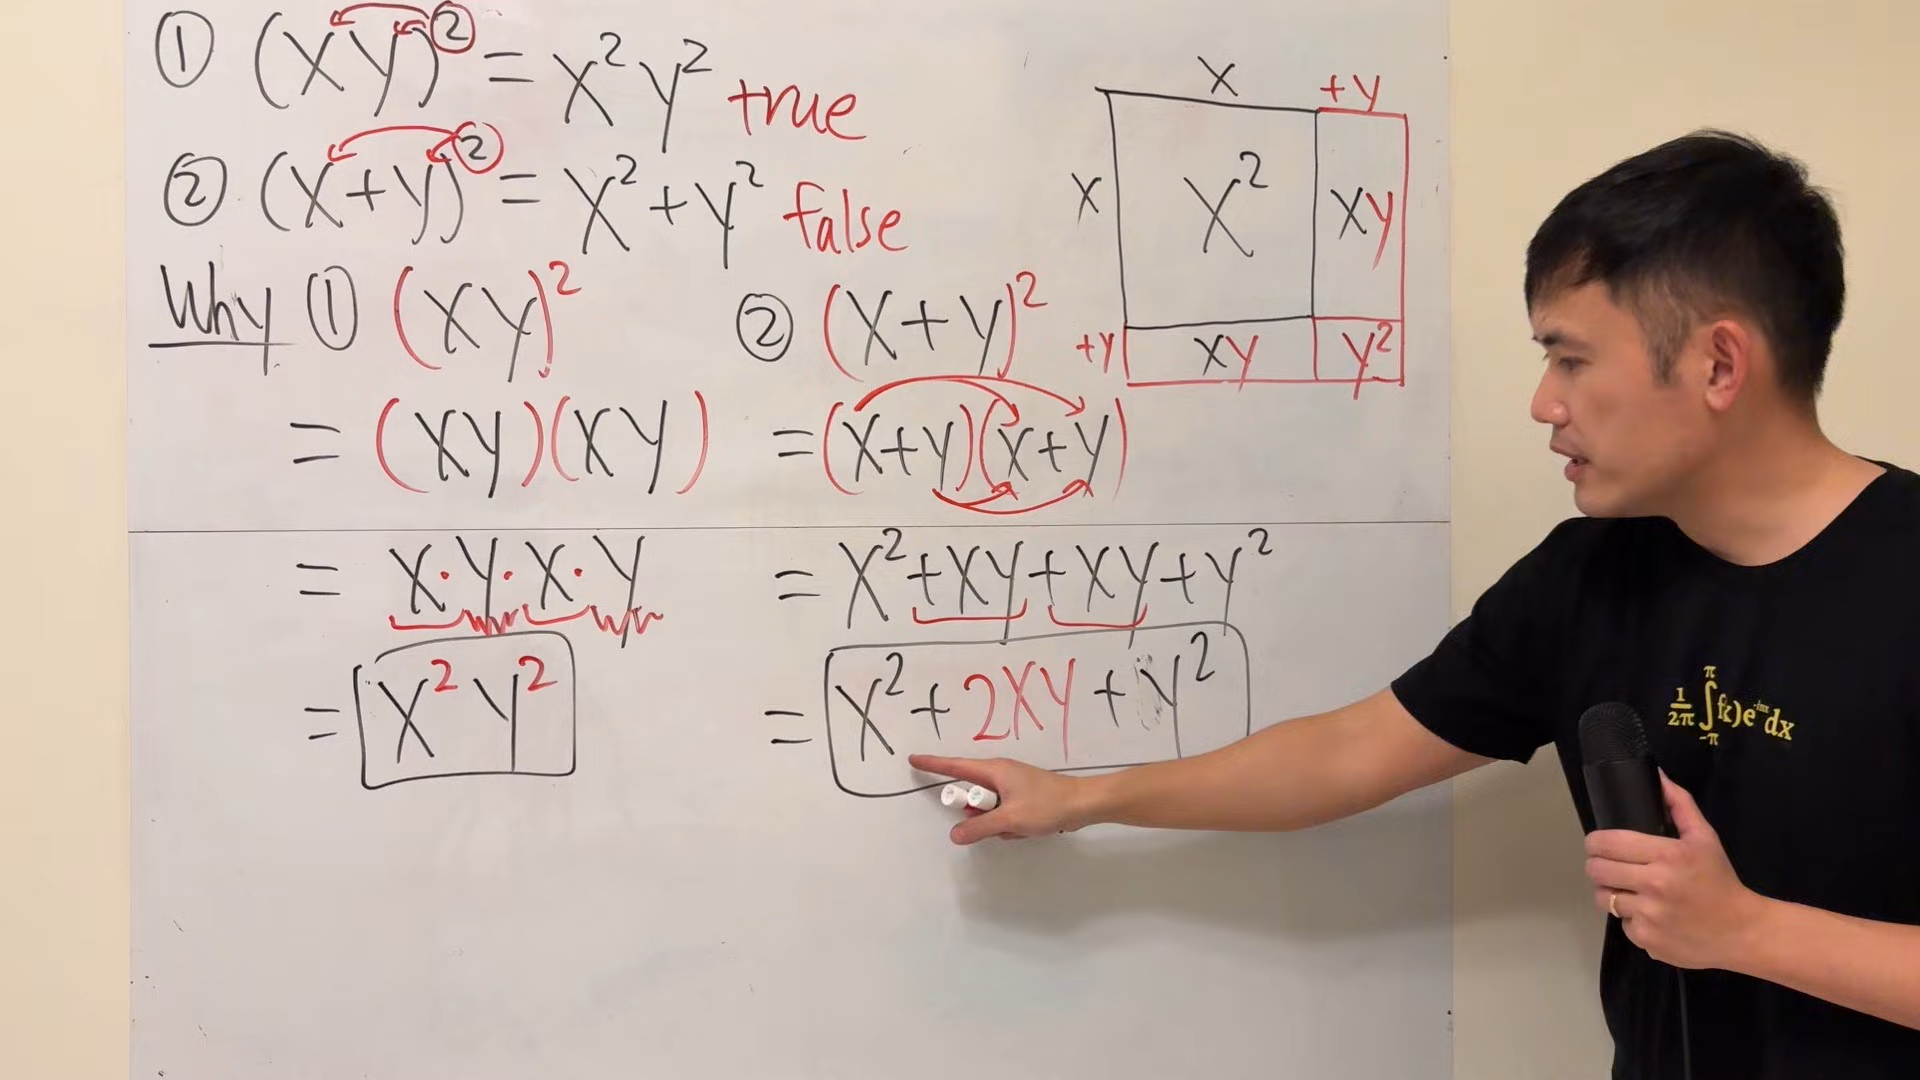 ① (xy)² = x²y² true
② (x+y)² = x²+y² false
Why ① (xy)²
= (xy)(xy)
= x·y·x·y
= x²y²
② (x+y)²
= (x+y)(x+y)
= x²+xy+xy+y²
= x²+2xy+y²
x +y
x x² xy
+y xy y²
1/2π ∫_{-π}^{π} f(x)e^{-inx}dx